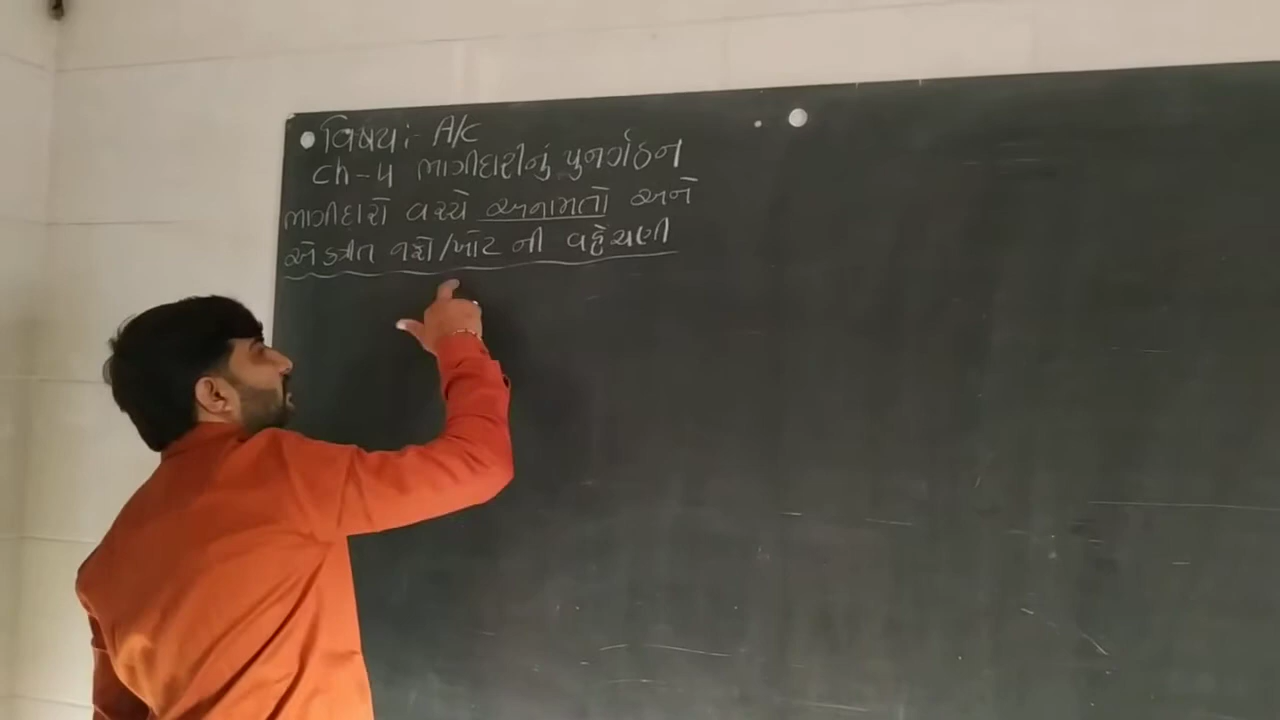 વિષય:- A/c
ch-4 ભાગીદારીનું પુનર્ગઠન
ભાગીદારો વચ્ચે અનામતો અને
એકત્રીત નફો/ખોટ ની વહેંચણી